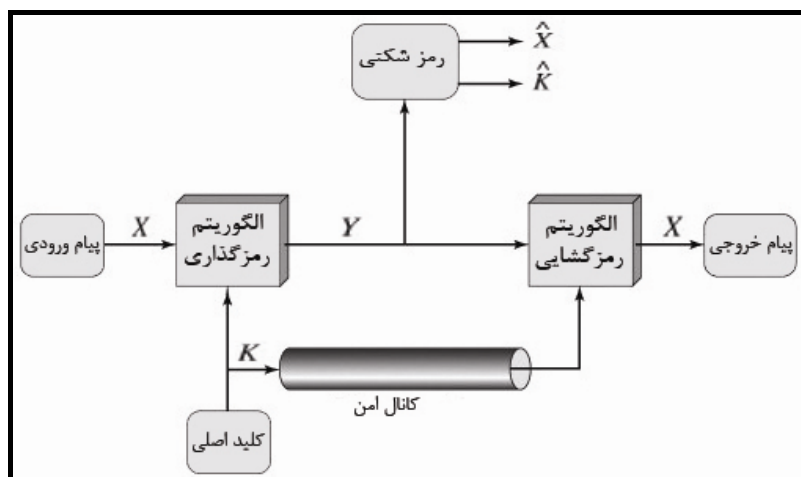 رمز شکنی
X̂
K̂
پیام ورودی
X
الگوریتم
رمزگذاری
Y
الگوریتم
رمزگشایی
X
پیام خروجی
K
کانال امن
کلید اصلی